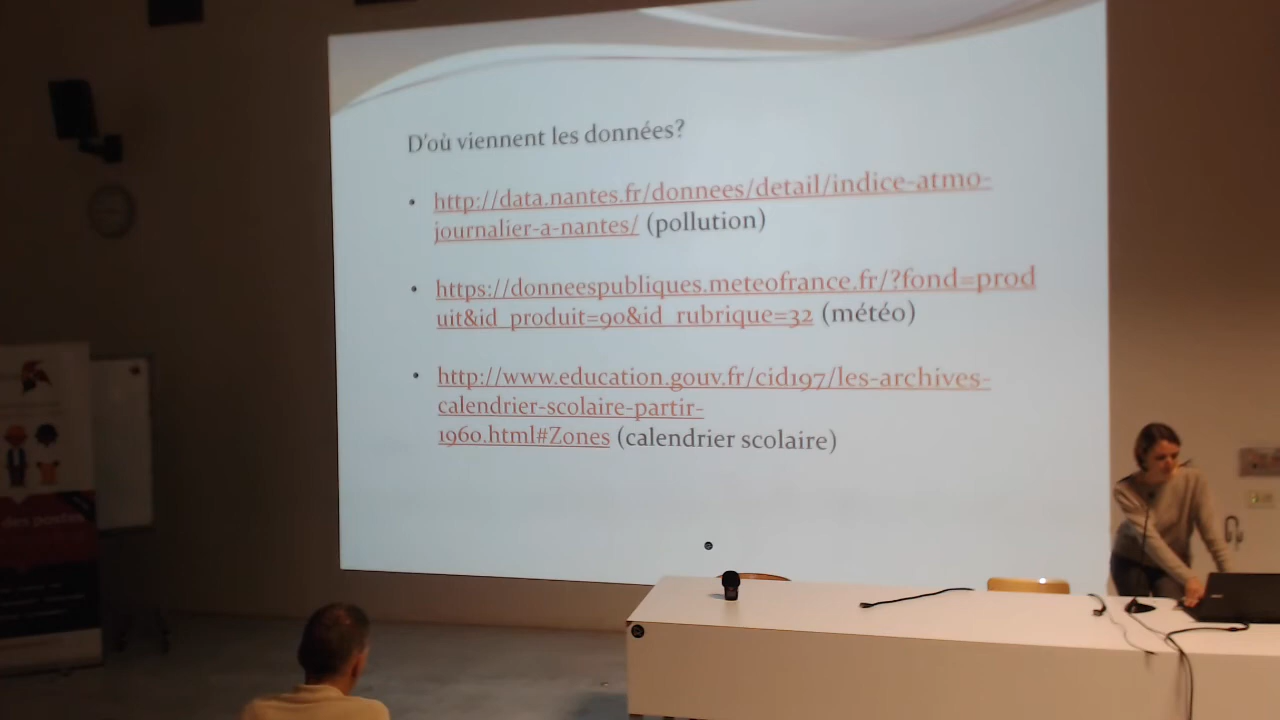 D'où viennent les données?
• http://data.nantes.fr/donnees/detail/indice-atmo-
journalier-a-nantes/ (pollution)
• https://donneespubliques.meteofrance.fr/?fond=prod
uit&id_produit=90&id_rubrique=32 (météo)
• http://www.education.gouv.fr/cid197/les-archives-
calendrier-scolaire-partir-
1960.html#Zones (calendrier scolaire)
des postes